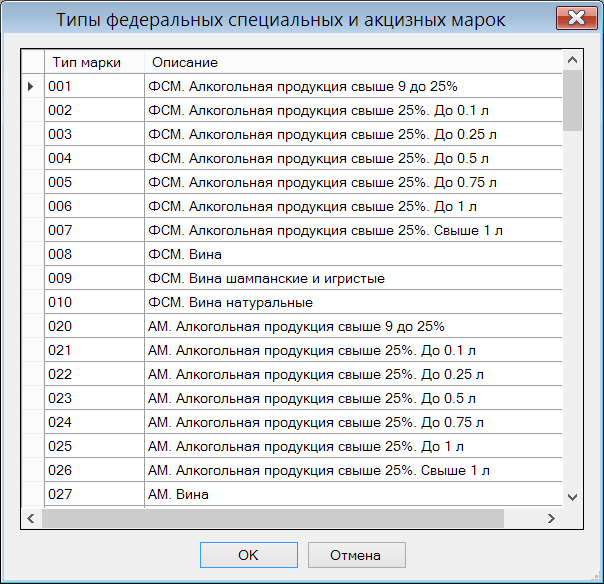 Типы федеральных специальных и акцизных марок
Тип марки Описание
001 ФСМ. Алкогольная продукция свыше 9 до 25%
002 ФСМ. Алкогольная продукция свыше 25%. До 0.1 л
003 ФСМ. Алкогольная продукция свыше 25%. До 0.25 л
004 ФСМ. Алкогольная продукция свыше 25%. До 0.5 л
005 ФСМ. Алкогольная продукция свыше 25%. До 0.75 л
006 ФСМ. Алкогольная продукция свыше 25%. До 1 л
007 ФСМ. Алкогольная продукция свыше 25%. Свыше 1 л
008 ФСМ. Вина
009 ФСМ. Вина шампанские и игристые
010 ФСМ. Вина натуральные
020 АМ. Алкогольная продукция свыше 9 до 25%
021 АМ. Алкогольная продукция свыше 25%. До 0.1 л
022 АМ. Алкогольная продукция свыше 25%. До 0.25 л
023 АМ. Алкогольная продукция свыше 25%. До 0.5 л
024 АМ. Алкогольная продукция свыше 25%. До 0.75 л
025 АМ. Алкогольная продукция свыше 25%. До 1 л
026 АМ. Алкогольная продукция свыше 25%. Свыше 1 л
027 АМ. Вина
OK Отмена